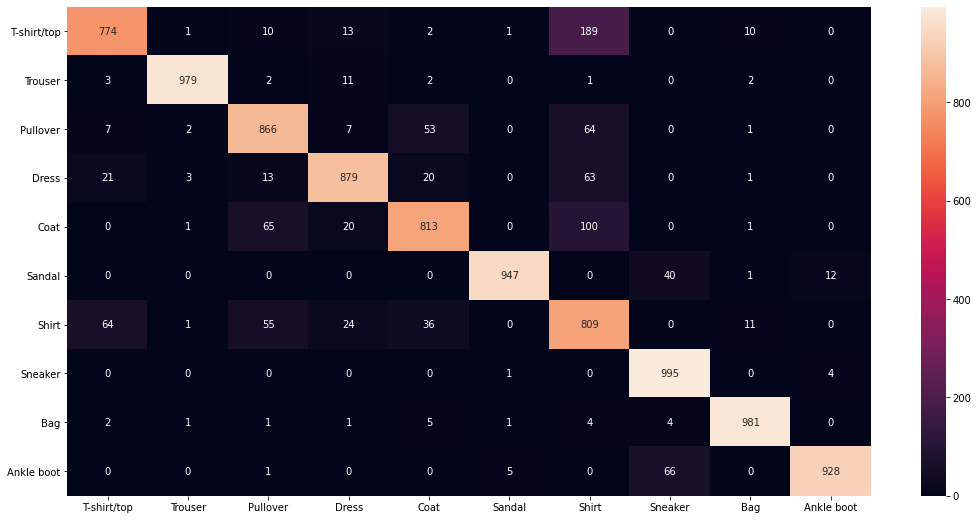 T-shirt/top 774 1 10 13 2 1 189 0 10 0
Trouser 3 979 2 11 2 0 1 0 2 0
Pullover 7 2 866 7 53 0 64 0 1 0
Dress 21 3 13 879 20 0 63 0 1 0
Coat 0 1 65 20 813 0 100 0 1 0
Sandal 0 0 0 0 0 947 0 40 1 12
Shirt 64 1 55 24 36 0 809 0 11 0
Sneaker 0 0 0 0 0 1 0 995 0 4
Bag 2 1 1 1 5 1 4 4 981 0
Ankle boot 0 0 1 0 0 5 0 66 0 928
T-shirt/top Trouser Pullover Dress Coat Sandal Shirt Sneaker Bag Ankle boot
800
600
400
200
0